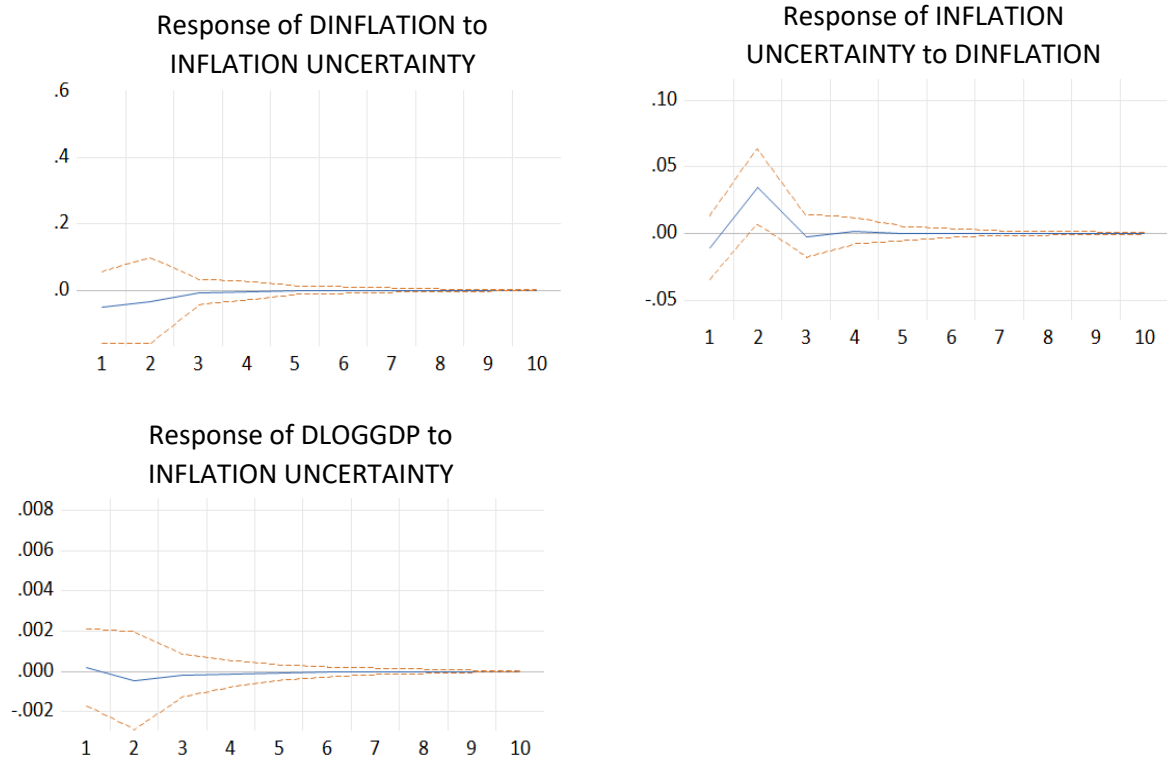 Response of DINFLATION to
INFLATION UNCERTAINTY
.6
.4
.2
.0
1 2 3 4 5 6 7 8 9 10
Response of INFLATION
UNCERTAINTY to DINFLATION
.10
.05
.00
-.05
1 2 3 4 5 6 7 8 9 10
Response of DLOGGDP to
INFLATION UNCERTAINTY
.008
.006
.004
.002
.000
-.002
1 2 3 4 5 6 7 8 9 10